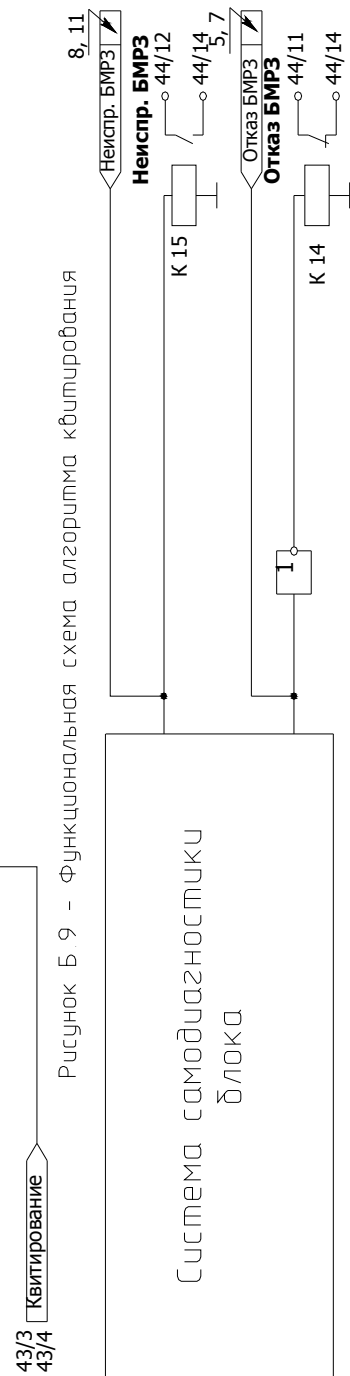 43/3
43/4
Квитирование
Рисунок Б.9 – Функциональная схема алгоритма квитирования
Система самодиагностики
блока
Неиспр. БМРЗ
8, 11
Неиспр. БМРЗ
44/12
44/14
К 15
Отказ БМРЗ
5, 7
Отказ БМРЗ
44/11
44/14
К 14
1